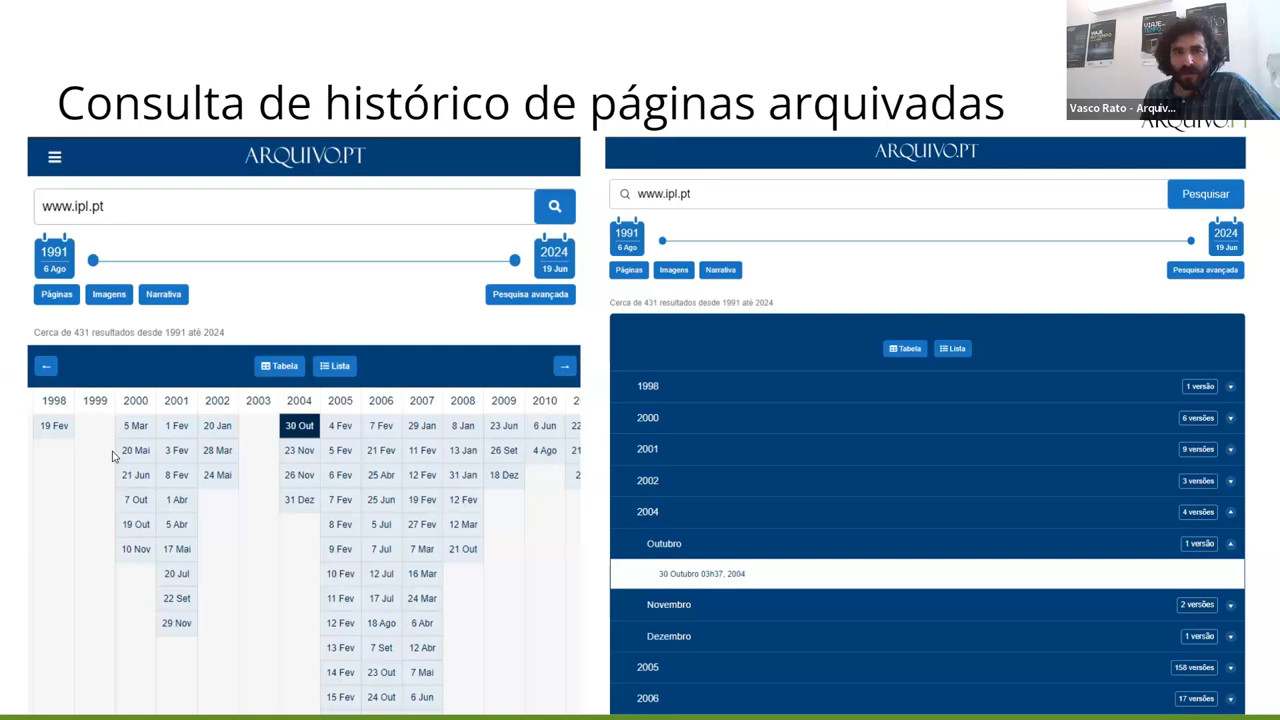 Consulta de histórico de páginas arquivadas
Vasco Rato - Arquiv...
ARQUIVO.PT
ARQUIVO.PT
www.ipl.pt
1991
6 Ago
2024
19 Jun
Páginas
Imagens
Narrativa
Pesquisa avançada
Cerca de 431 resultados desde 1991 até 2024
←
Tabela
Lista
→
1998 1999 2000 2001 2002 2003 2004 2005 2006 2007 2008 2009 2010 2
19 Fev 5 Mar 1 Fev 20 Jan 30 Out 4 Fev 7 Fev 29 Jan 8 Jan 23 Jun 6 Jun 22
20 Mai 3 Fev 28 Mar 23 Nov 5 Fev 21 Fev 11 Fev 13 Jan 26 Set 4 Ago 21
21 Jun 8 Fev 24 Mai 26 Nov 6 Fev 25 Abr 12 Fev 31 Jan 18 Dez 2
7 Out 1 Abr 31 Dez 7 Fev 25 Jun 19 Fev 12 Fev
19 Out 5 Abr 8 Fev 5 Jul 27 Fev 12 Mar
10 Nov 17 Mai 9 Fev 7 Jul 7 Mar 21 Out
20 Jul 10 Fev 12 Jul 16 Mar
22 Set 11 Fev 17 Jul 24 Mar
29 Nov 12 Fev 18 Ago 6 Abr
13 Fev 7 Set 12 Abr
14 Fev 23 Out 7 Mai
15 Fev 24 Out 6 Jun
ARQUIVO.PT
www.ipl.pt
Pesquisar
1991
6 Ago
2024
19 Jun
Páginas
Imagens
Narrativa
Pesquisa avançada
Cerca de 431 resultados desde 1991 até 2024
Tabela
Lista
1998 1 versão
2000 6 versões
2001 9 versões
2002 3 versões
2004 4 versões
Outubro 1 versão
30 Outubro 03h37, 2004
Novembro 2 versões
Dezembro 1 versão
2005 158 versões
2006 17 versões